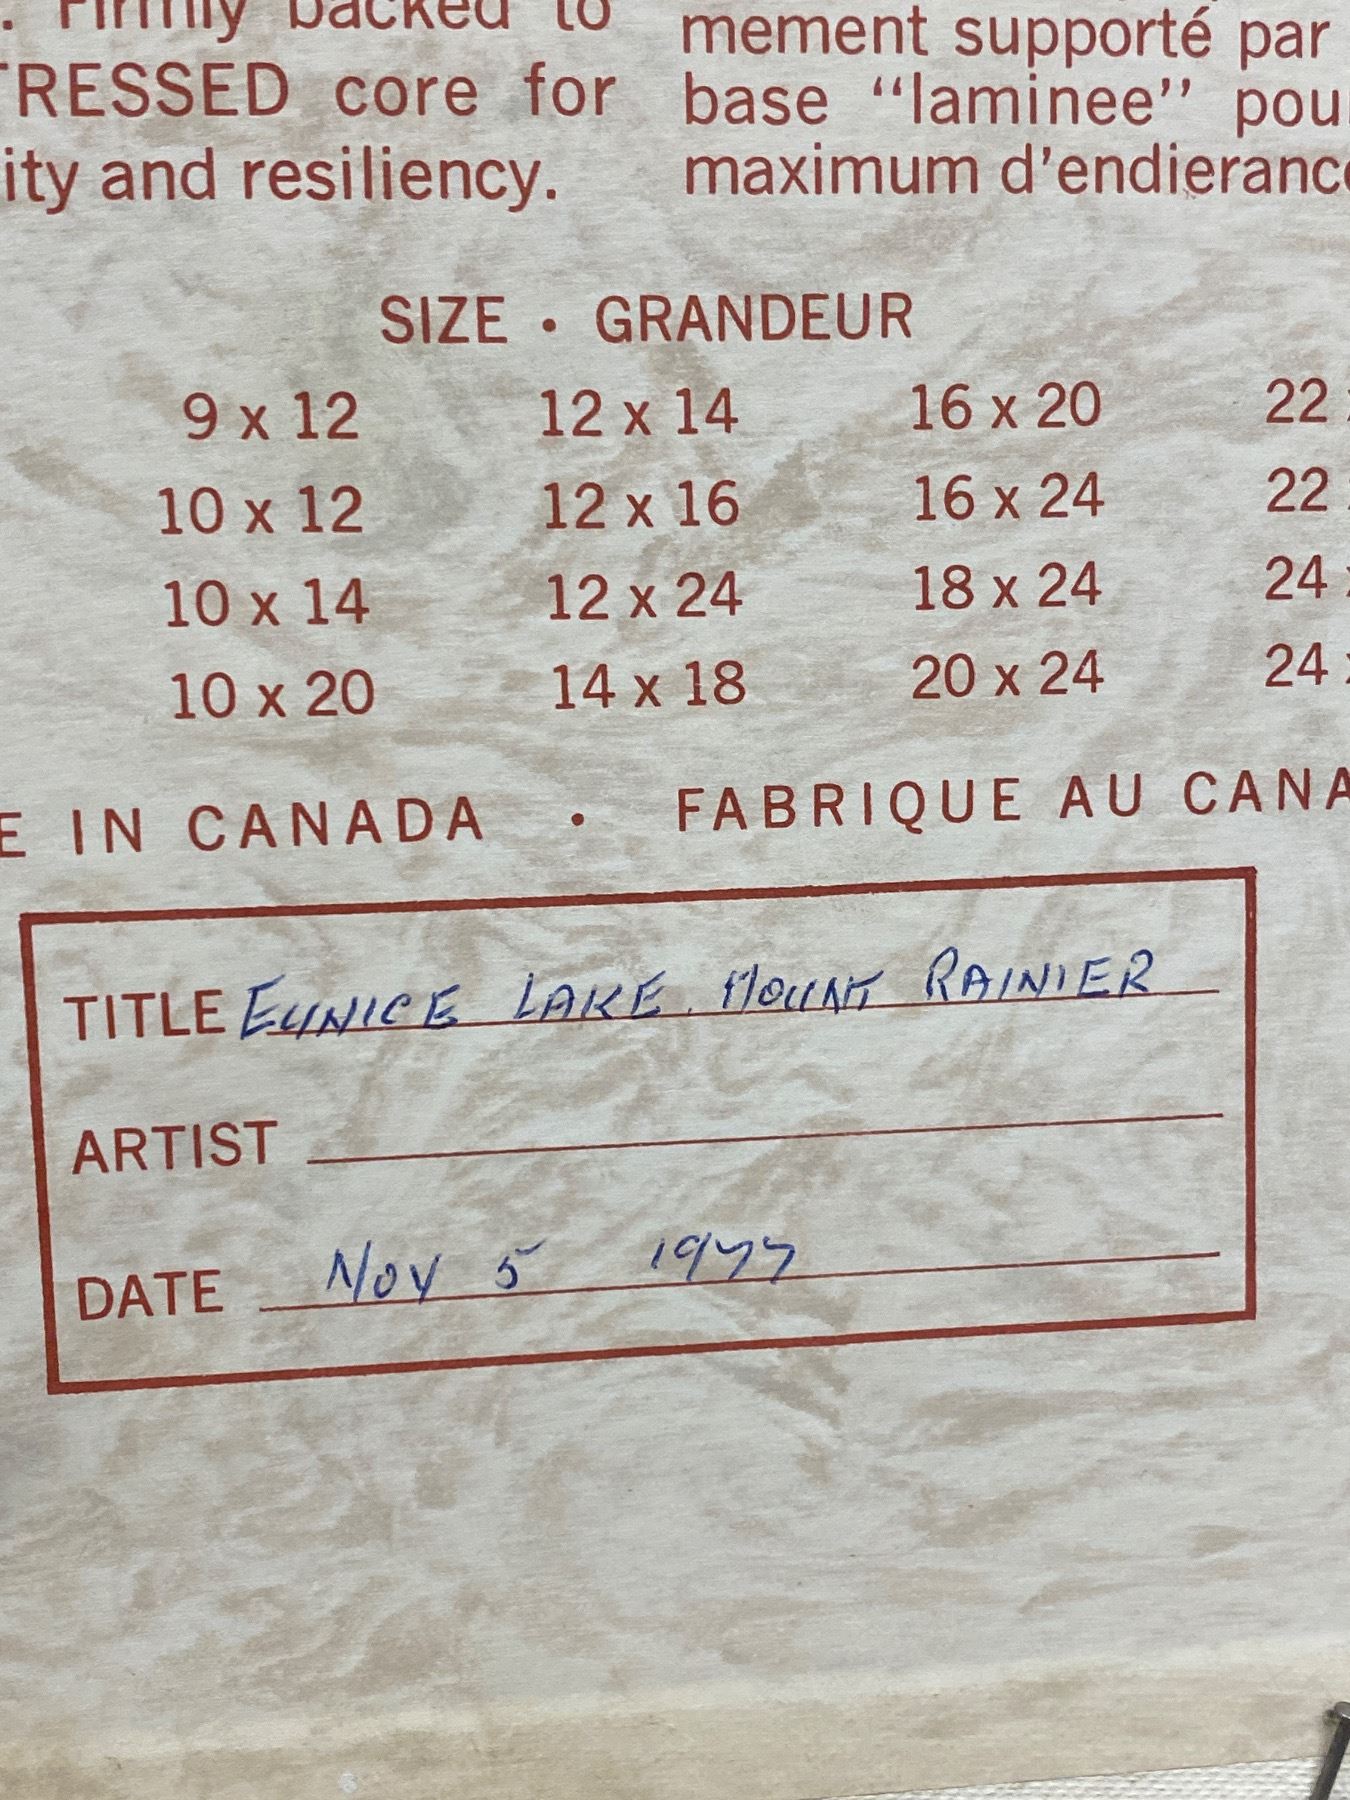 . Firmly backed to
TRESSED core for
ity and resiliency.
mement supporté par
base “laminee” pour
maximum d’endierance
SIZE • GRANDEUR
9 x 12 12 x 14 16 x 20 22 x
10 x 12 12 x 16 16 x 24 22
10 x 14 12 x 24 18 x 24 24 x
10 x 20 14 x 18 20 x 24 24 x
E IN CANADA • FABRIQUE AU CANA
TITLE EUNICE LAKE. MOUNT RAINIER
ARTIST
DATE NOV 5 1977